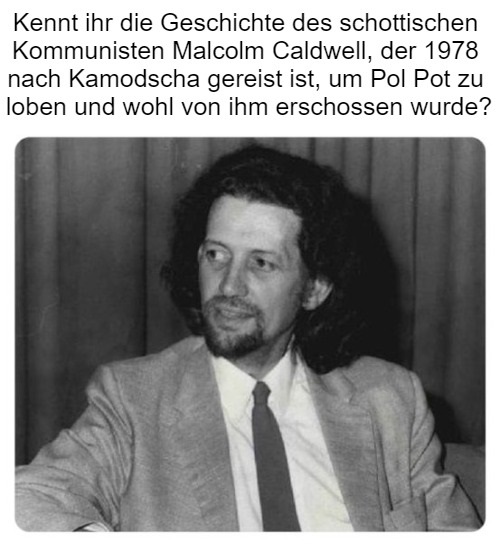 Kennt ihr die Geschichte des schottischen
Kommunisten Malcolm Caldwell, der 1978
nach Kamodscha gereist ist, um Pol Pot zu
loben und wohl von ihm erschossen wurde?